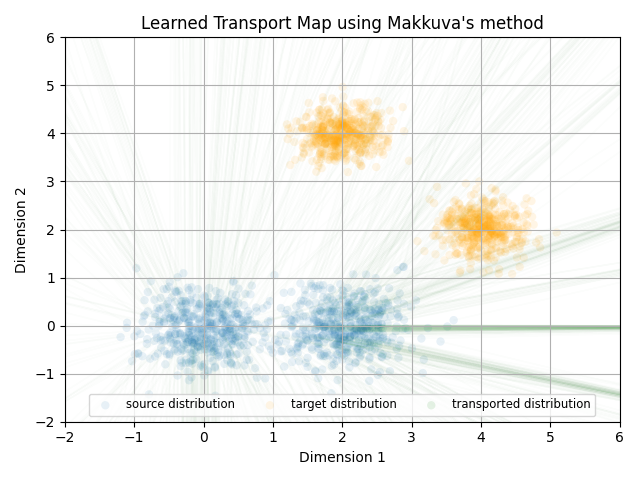 Learned Transport Map using Makkuva's method
6
5
4
3
2
1
0
−1
−2
Dimension 2
source distribution target distribution transported distribution
−2 −1 0 1 2 3 4 5 6
Dimension 1